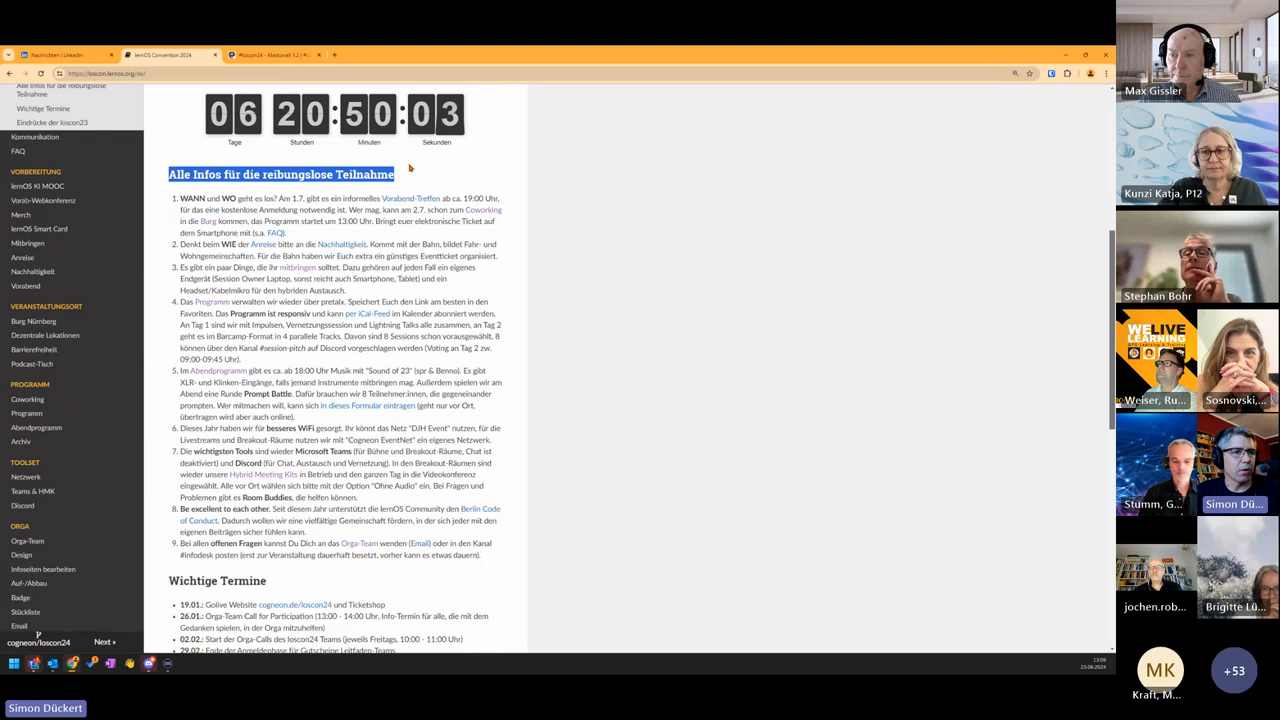 Nachrichten | LinkedIn
lernOS Convention 2024
#loscon24 - Mastowall 1.2 | #
https://loscon.lernos.org/de/
Alle Infos für die reibungslose
Teilnahme
Wichtige Termine
Eindrücke der loscon23
Kommunikation
FAQ
VORBEREITUNG
lernOS KI MOOC
Vorab-Webkonferenz
Merch
lernOS Smart Card
Mitbringen
Anreise
Nachhaltigkeit
Vorabend
VERANSTALTUNGSORT
Burg Nürnberg
Dezentrale Lokationen
Barrierefreiheit
Podcast-Tisch
PROGRAMM
Coworking
Programm
Abendprogramm
Archiv
TOOLSET
Netzwerk
Teams & HMK
Discord
ORGA
Orga-Team
Design
Infoseiten bearbeiten
Auf-/Abbau
Badge
Stückliste
Email
cogneon/loscon24 Next »
06 20:50:03
Tage Stunden Minuten Sekunden
Alle Infos für die reibungslose Teilnahme
1. WANN und WO geht es los? Am 1.7. gibt es ein informelles Vorabend-Treffen ab ca. 19:00 Uhr,
für das eine kostenlose Anmeldung notwendig ist. Wer mag, kann am 2.7. schon zum Coworking
in die Burg kommen, das Programm startet um 13:00 Uhr. Bringt euer elektronische Ticket auf
dem Smartphone mit (s.a. FAQ).
2. Denkt beim WIE der Anreise bitte an die Nachhaltigkeit. Kommt mit der Bahn, bildet Fahr- und
Wohngemeinschaften. Für die Bahn haben wir Euch extra ein günstiges Eventticket organisiert.
3. Es gibt ein paar Dinge, die ihr mitbringen solltet. Dazu gehören auf jeden Fall ein eigenes
Endgerät (Session Owner Laptop, sonst reicht auch Smartphone, Tablet) und ein
Headset/Kabelmikro für den hybriden Austausch.
4. Das Programm verwalten wir wieder über pretalx. Speichert Euch den Link am besten in den
Favoriten. Das Programm ist responsiv und kann per iCal-Feed im Kalender abonniert werden.
An Tag 1 sind wir mit Impulsen, Vernetzungssession und Lightning Talks alle zusammen, an Tag 2
geht es im Barcamp-Format in 4 parallele Tracks. Davon sind 8 Sessions schon vorausgewählt, 8
können über den Kanal #session-pitch auf Discord vorgeschlagen werden (Voting an Tag 2 zw.
09:00-09:45 Uhr).
5. Im Abendprogramm gibt es ca. ab 18:00 Uhr Musik mit "Sound of 23" (spr & Benno). Es gibt
XLR- und Klinken-Eingänge, falls jemand Instrumente mitbringen mag. Außerdem spielen wir am
Abend eine Runde Prompt Battle. Dafür brauchen wir 8 Teilnehmer:innen, die gegeneinander
prompten. Wer mitmachen will, kann sich in dieses Formular eintragen (geht nur vor Ort,
übertragen wird aber auch online).
6. Dieses Jahr haben wir für besseres WiFi gesorgt. Ihr könnt das Netz "DJH Event" nutzen, für die
Livestreams und Breakout-Räume nutzen wir mit "Cogneon EventNet" ein eigenes Netzwerk.
7. Die wichtigsten Tools sind wieder Microsoft Teams (für Bühne und Breakout-Räume, Chat ist
deaktiviert) und Discord (für Chat, Austausch und Vernetzung). In den Breakout-Räumen sind
wieder unsere Hybrid Meeting Kits in Betrieb und den ganzen Tag in die Videokonferenz
eingewählt. Alle vor Ort wählen sich bitte mit der Option "Ohne Audio" ein. Bei Fragen und
Problemen gibt es Room Buddies, die helfen können.
8. Be excellent to each other. Seit diesem Jahr unterstützt die lernOS Community den Berlin Code
of Conduct. Dadurch wollen wir eine vielfältige Gemeinschaft fördern, in der sich jeder mit den
eigenen Beiträgen sicher fühlen kann.
9. Bei allen offenen Fragen kannst Du Dich an das Orga-Team wenden (Email) oder in den Kanal
#infodesk posten (erst zur Veranstaltung dauerhaft besetzt, vorher kann es etwas dauern).
Wichtige Termine
• 19.01.: Golive Website cogneon.de/loscon24 und Ticketshop
• 26.01.: Orga-Team Call for Participation (13:00 - 14:00 Uhr, Info-Termin für alle, die mit dem
Gedanken spielen, in der Orga mitzuhelfen)
• 02.02.: Start der Orga-Calls des loscon24 Teams (jeweils Freitags, 10:00 - 11:00 Uhr)
• 29.02.: Ende der Anmeldephase für Gutscheine Leitfaden-Teams
13:09
25.06.2024
Simon Dückert
Max Gissler
Kunzi Katja, P12
Stephan Bohr
WE LIVE
LEARNING
Weiser, Ru...
Sosnovski,...
Stumm, G...
Simon Dü...
jochen.rob...
Brigitte Lü...
MK
Kraft, M...
+53